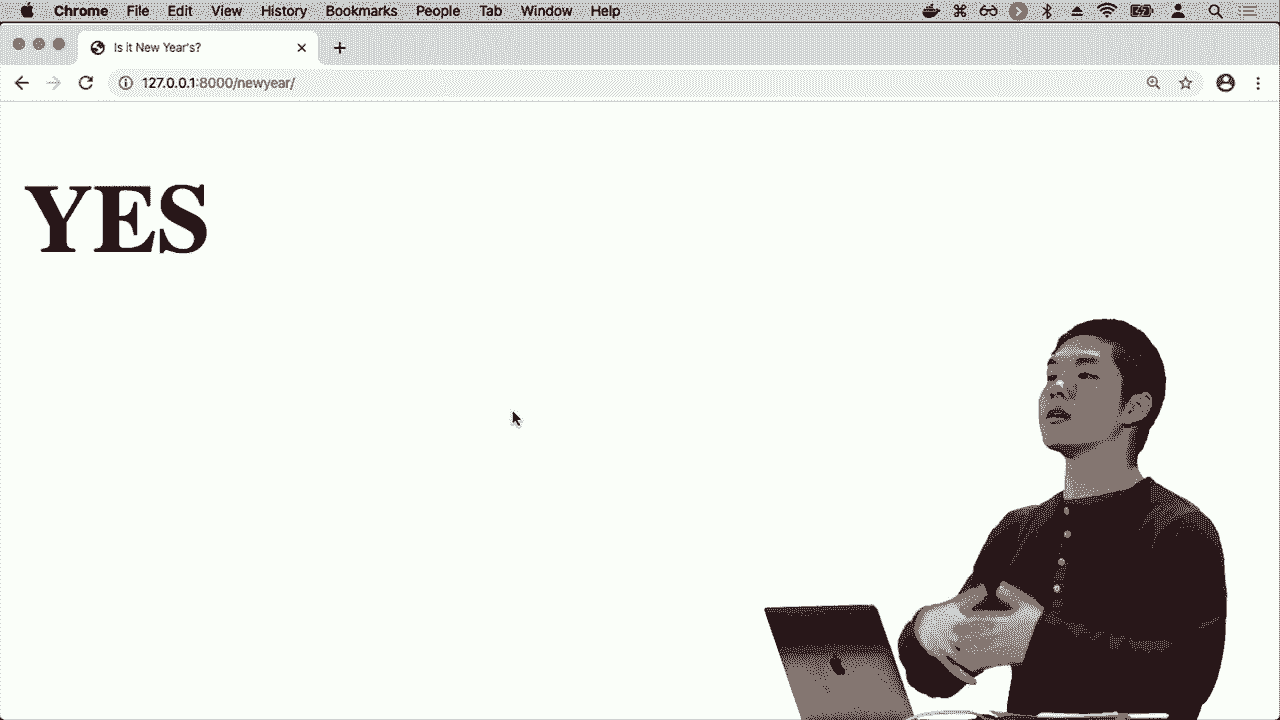 Chrome File Edit View History Bookmarks People Tab Window Help
Is it New Year's?
127.0.0.1:8000/newyear/
YES